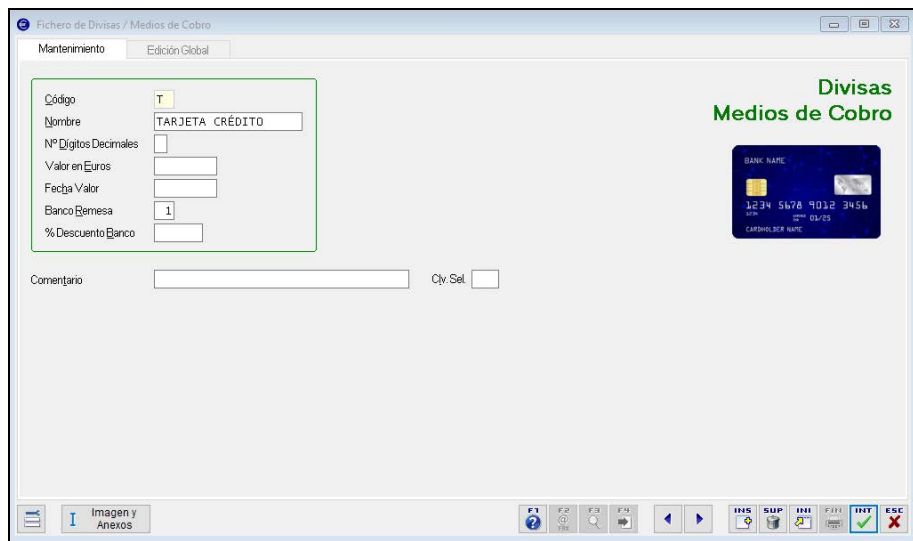 Fichero de Divisas / Medios de Cobro
Mantenimiento
Edición Global
Divisas
Medios de Cobro
Código T
Nombre TARJETA CRÉDITO
Nº Dígitos Decimales
Valor en Euros
Fecha Valor
Banco Remesa 1
% Descuento Banco
BANK NAME
1234 5678 9012 3456
1234 01/25
CARDHOLDER NAME
Comentario
Clv. Sel.
Imagen y
Anexos
F1 F2 F3 F4 INS SUP INI FIN INT ESC